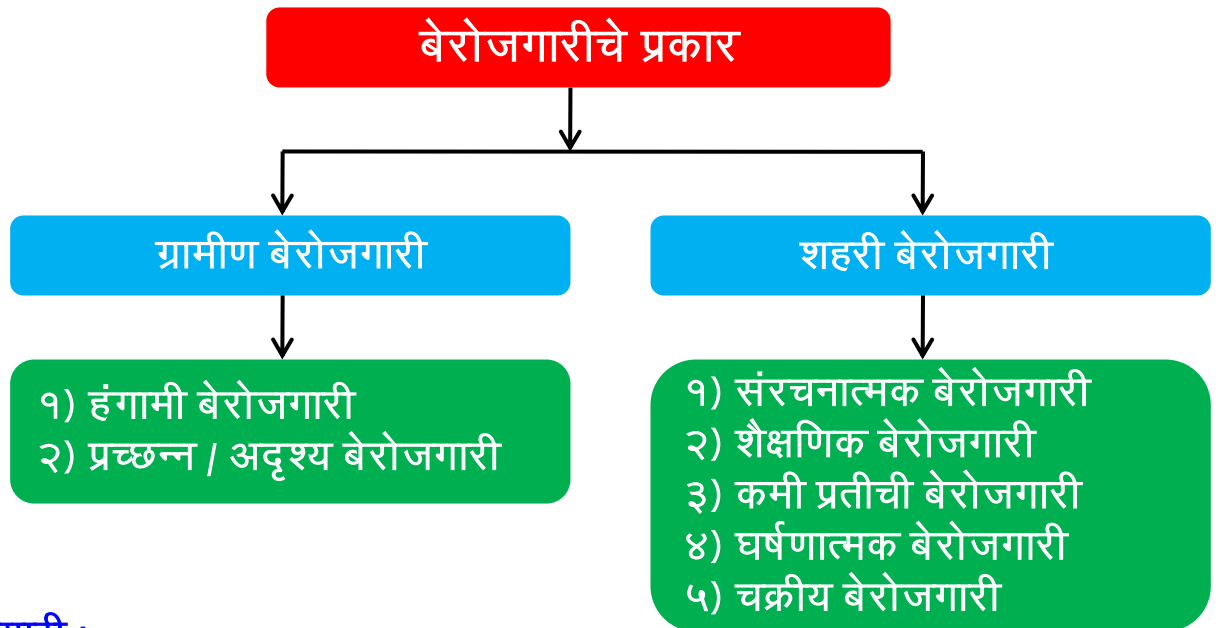 बेरोजगारीचे प्रकार
ग्रामीण बेरोजगारी
शहरी बेरोजगारी
१) हंगामी बेरोजगारी
२) प्रच्छन्न / अदृश्य बेरोजगारी
१) संरचनात्मक बेरोजगारी
२) शैक्षणिक बेरोजगारी
३) कमी प्रतीची बेरोजगारी
४) घर्षणात्मक बेरोजगारी
५) चक्रीय बेरोजगारी